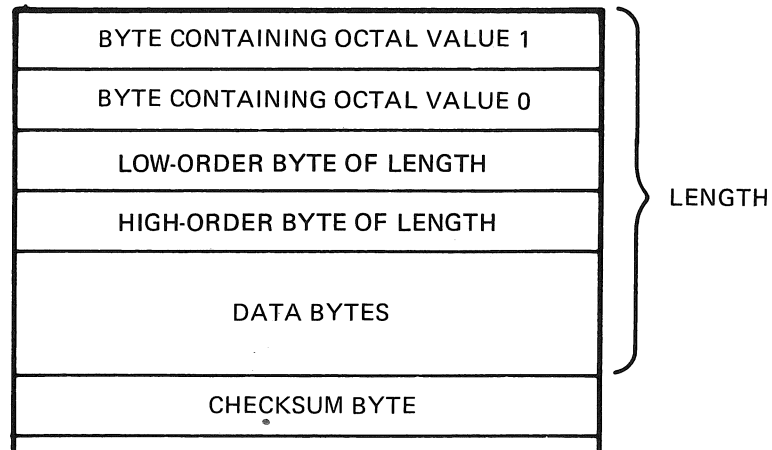 BYTE CONTAINING OCTAL VALUE 1
BYTE CONTAINING OCTAL VALUE 0
LOW-ORDER BYTE OF LENGTH
HIGH-ORDER BYTE OF LENGTH
LENGTH
DATA BYTES
CHECKSUM BYTE